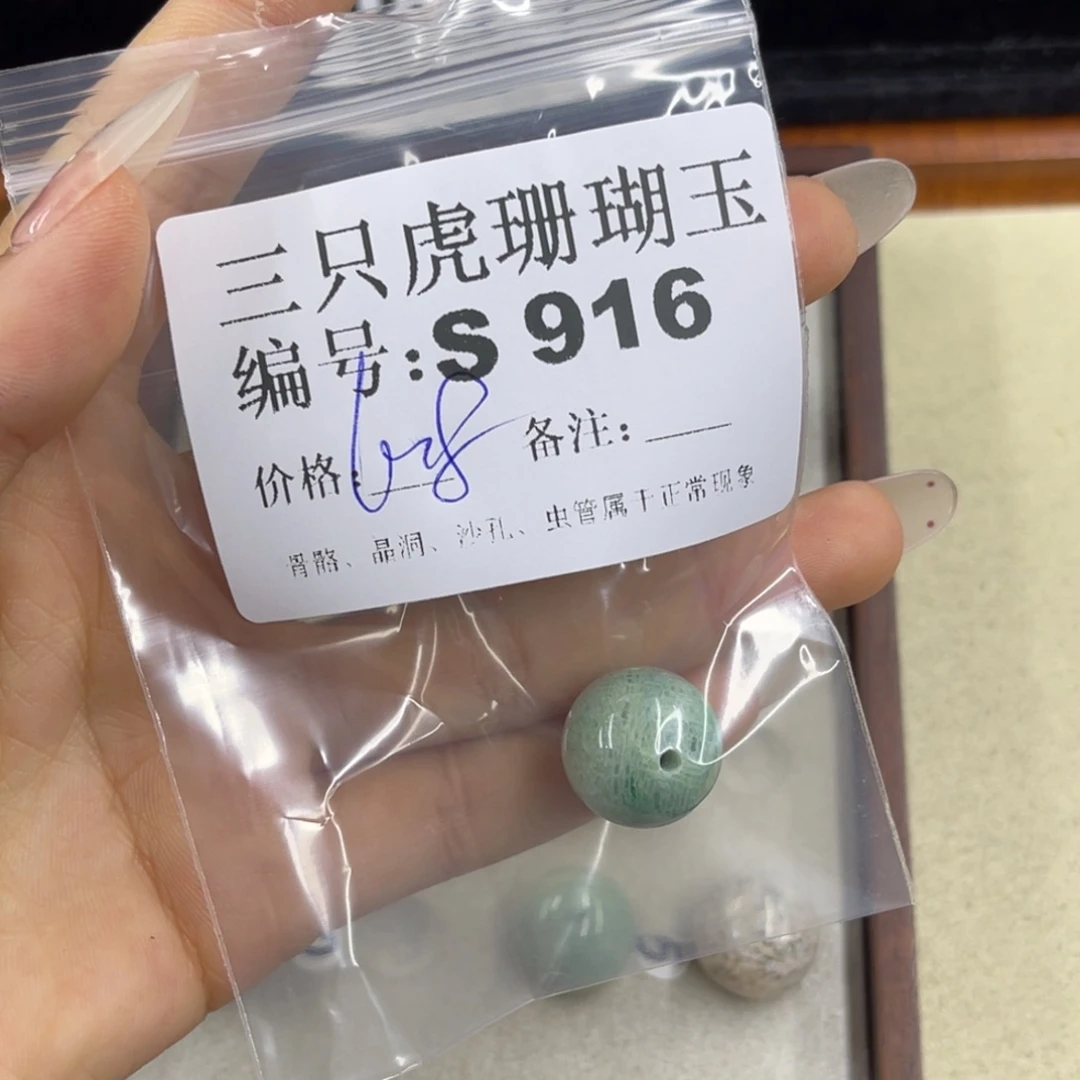 三只虎珊瑚玉
编号:S 916
价格: 备注:
骨骼、晶洞、沙孔、虫管属于正常现象